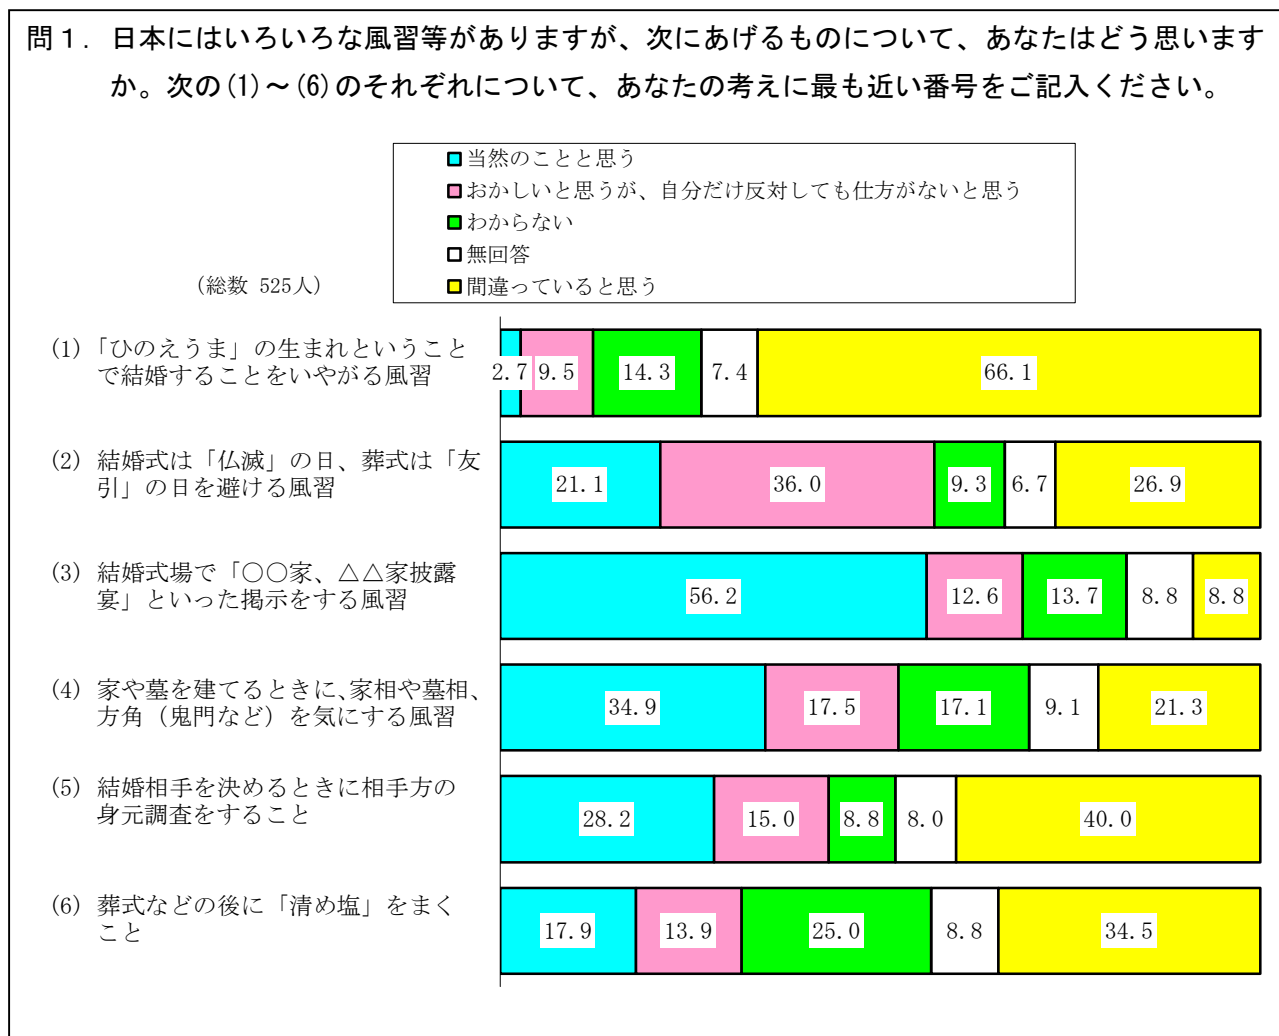 問１．日本にはいろいろな風習等がありますが、次にあげるものについて、あなたはどう思います
か。次の(1)～(6)のそれぞれについて、あなたの考えに最も近い番号をご記入ください。
当然のことと思う
おかしいと思うが、自分だけ反対しても仕方がないと思う
わからない
無回答
間違っていると思う
（総数 525人）
(1) 「ひのえうま」の生まれということ
で結婚することをいやがる風習
2.7 9.5 14.3 7.4 66.1
(2) 結婚式は「仏滅」の日、葬式は「友
引」の日を避ける風習
21.1 36.0 9.3 6.7 26.9
(3) 結婚式場で「○○家、△△家披露
宴」といった掲示をする風習
56.2 12.6 13.7 8.8 8.8
(4) 家や墓を建てるときに、家相や墓相、
方角（鬼門など）を気にする風習
34.9 17.5 17.1 9.1 21.3
(5) 結婚相手を決めるときに相手方の
身元調査をすること
28.2 15.0 8.8 8.0 40.0
(6) 葬式などの後に「清め塩」をまく
こと
17.9 13.9 25.0 8.8 34.5